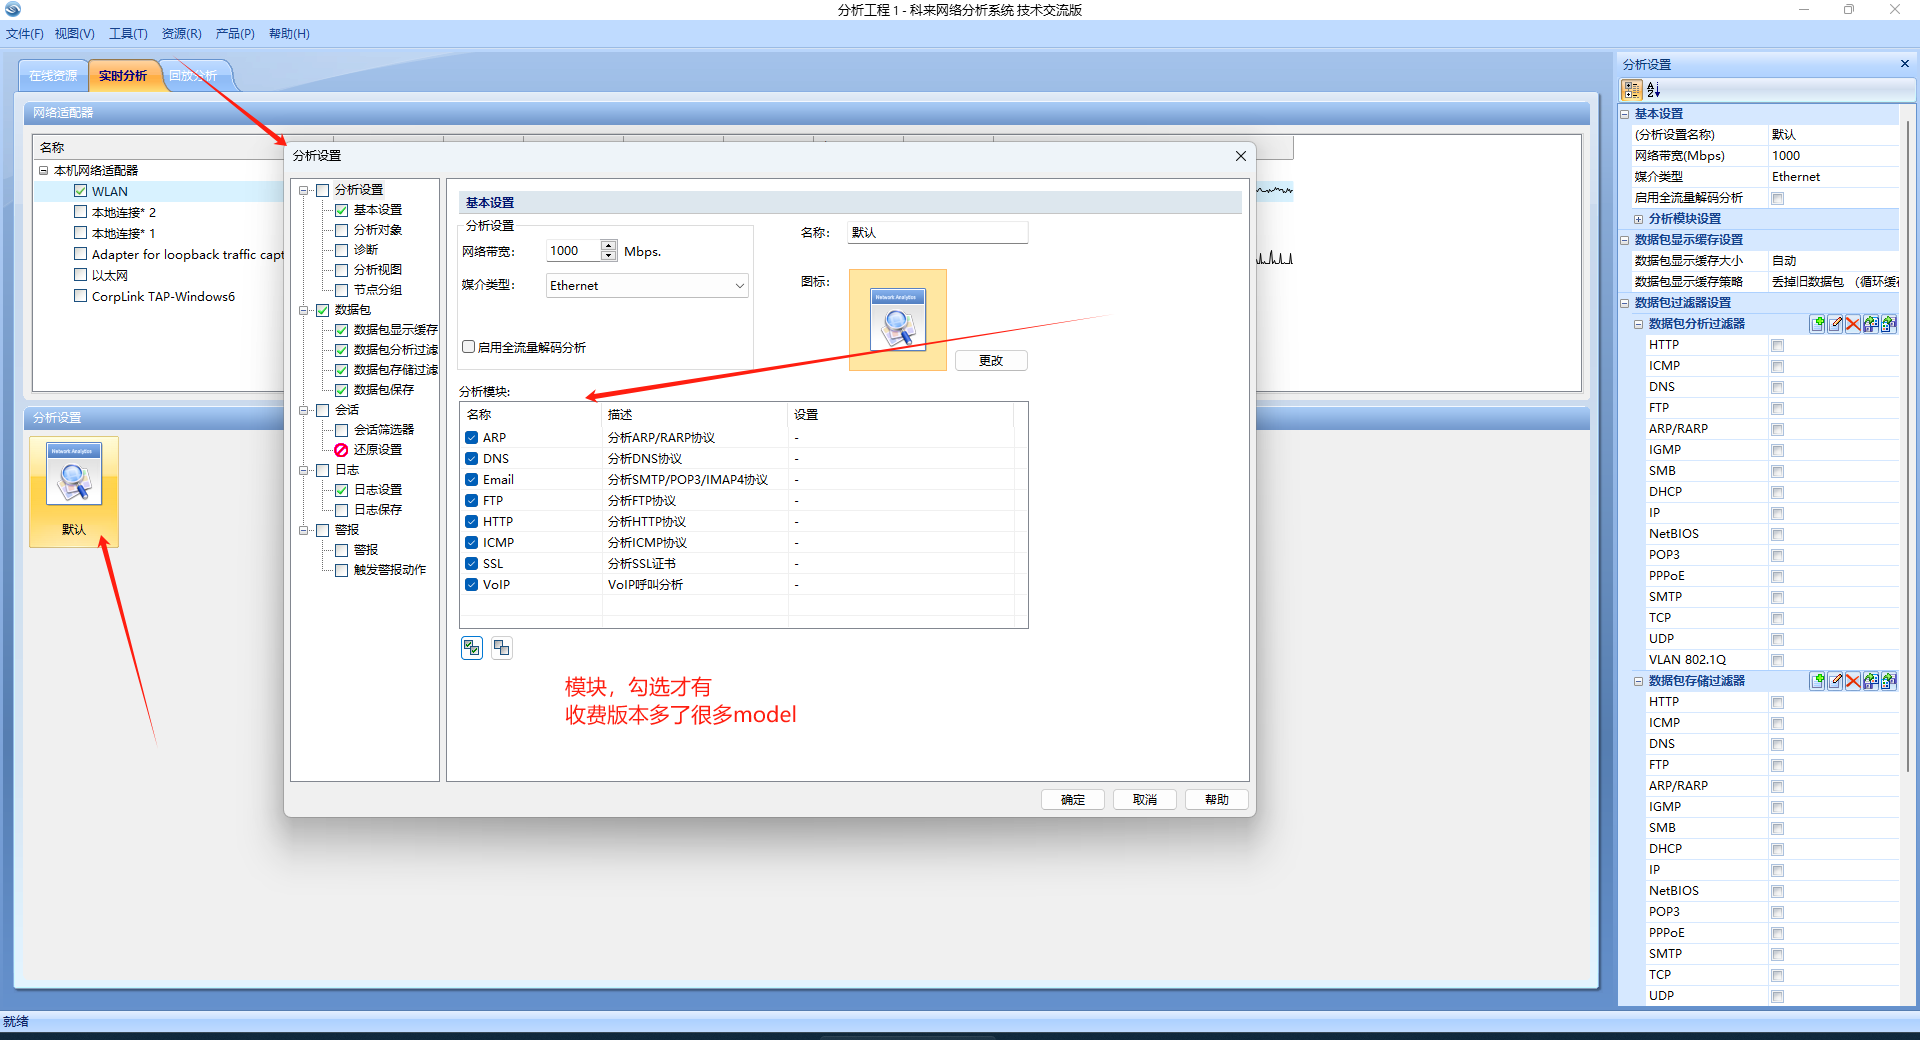 分析工程 1 - 科来网络分析系统 技术交流版
文件(F) 视图(V) 工具(T) 资源(R) 产品(P) 帮助(H)
在线资源 实时分析 回放分析
网络适配器
名称
本机网络适配器
WLAN
本地连接* 2
本地连接* 1
Adapter for loopback traffic capt
以太网
CorpLink TAP-Windows6
分析设置
Network Analytics
默认
分析设置
分析设置
基本设置
分析对象
诊断
分析视图
节点分组
数据包
数据包显示缓存
数据包分析过滤
数据包存储过滤
数据包保存
会话
会话筛选器
还原设置
日志
日志设置
日志保存
警报
警报
触发警报动作
基本设置
分析设置
网络带宽: 1000 Mbps.
媒介类型: Ethernet
启用全流量解码分析
名称: 默认
图标:
Network Analytics
更改
分析模块:
名称 描述 设置
ARP 分析ARP/RARP协议 -
DNS 分析DNS协议 -
Email 分析SMTP/POP3/IMAP4协议 -
FTP 分析FTP协议 -
HTTP 分析HTTP协议 -
ICMP 分析ICMP协议 -
SSL 分析SSL证书 -
VoIP VoIP呼叫分析 -
模块，勾选才有
收费版本多了很多model
确定 取消 帮助
分析设置
基本设置
(分析设置名称) 默认
网络带宽(Mbps) 1000
媒介类型 Ethernet
启用全流量解码分析
分析模块设置
数据包显示缓存设置
数据包显示缓存大小 自动
数据包显示缓存策略 丢掉旧数据包 （循环缓存
数据包过滤器设置
数据包分析过滤器
HTTP
ICMP
DNS
FTP
ARP/RARP
IGMP
SMB
DHCP
IP
NetBIOS
POP3
PPPoE
SMTP
TCP
UDP
VLAN 802.1Q
数据包存储过滤器
HTTP
ICMP
DNS
FTP
ARP/RARP
IGMP
SMB
DHCP
IP
NetBIOS
POP3
PPPoE
SMTP
TCP
UDP
就绪